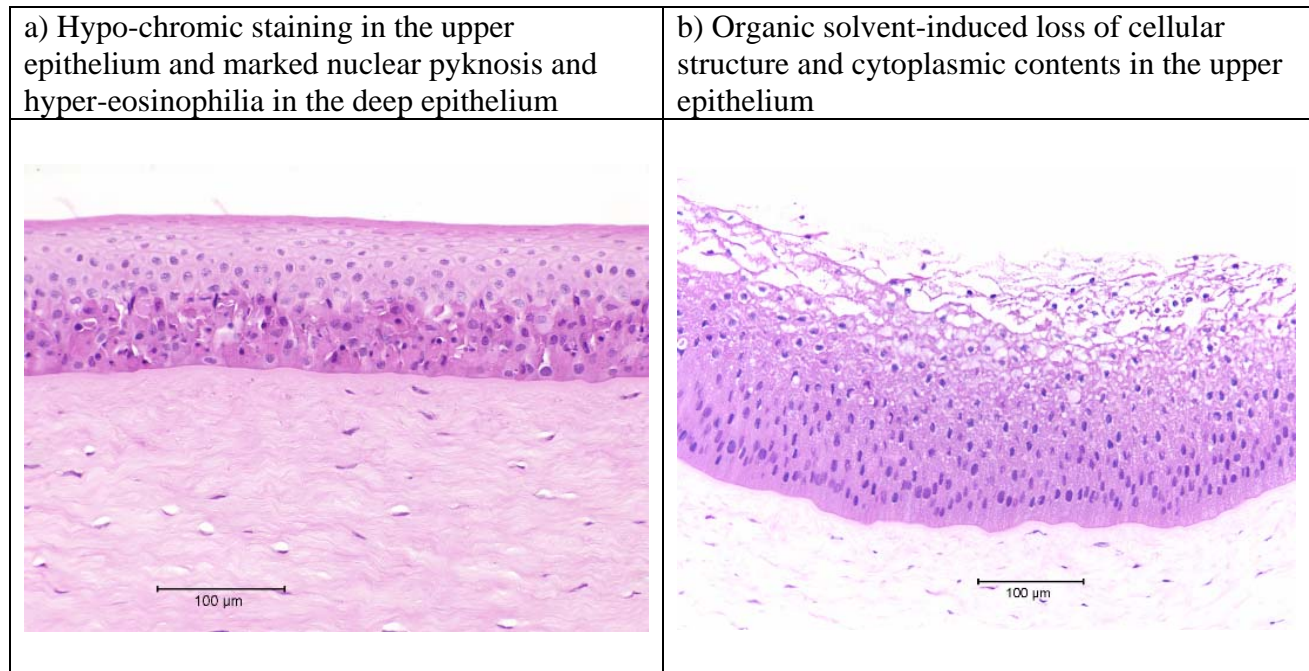 a) Hypo-chromic staining in the upper
epithelium and marked nuclear pyknosis and
hyper-eosinophilia in the deep epithelium
b) Organic solvent-induced loss of cellular
structure and cytoplasmic contents in the upper
epithelium
100 µm
100 µm